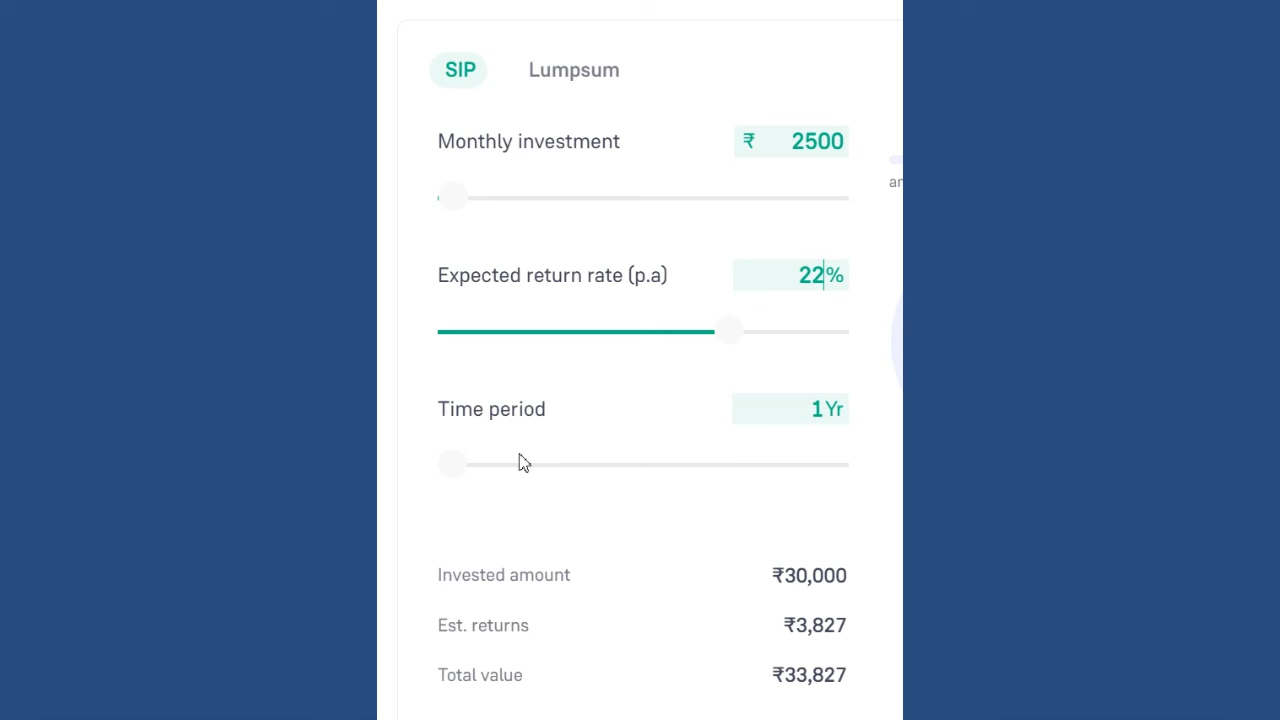 SIP Lumpsum
Monthly investment ₹ 2500
an
Expected return rate (p.a) 22%
Time period 1 Yr
Invested amount ₹30,000
Est. returns ₹3,827
Total value ₹33,827